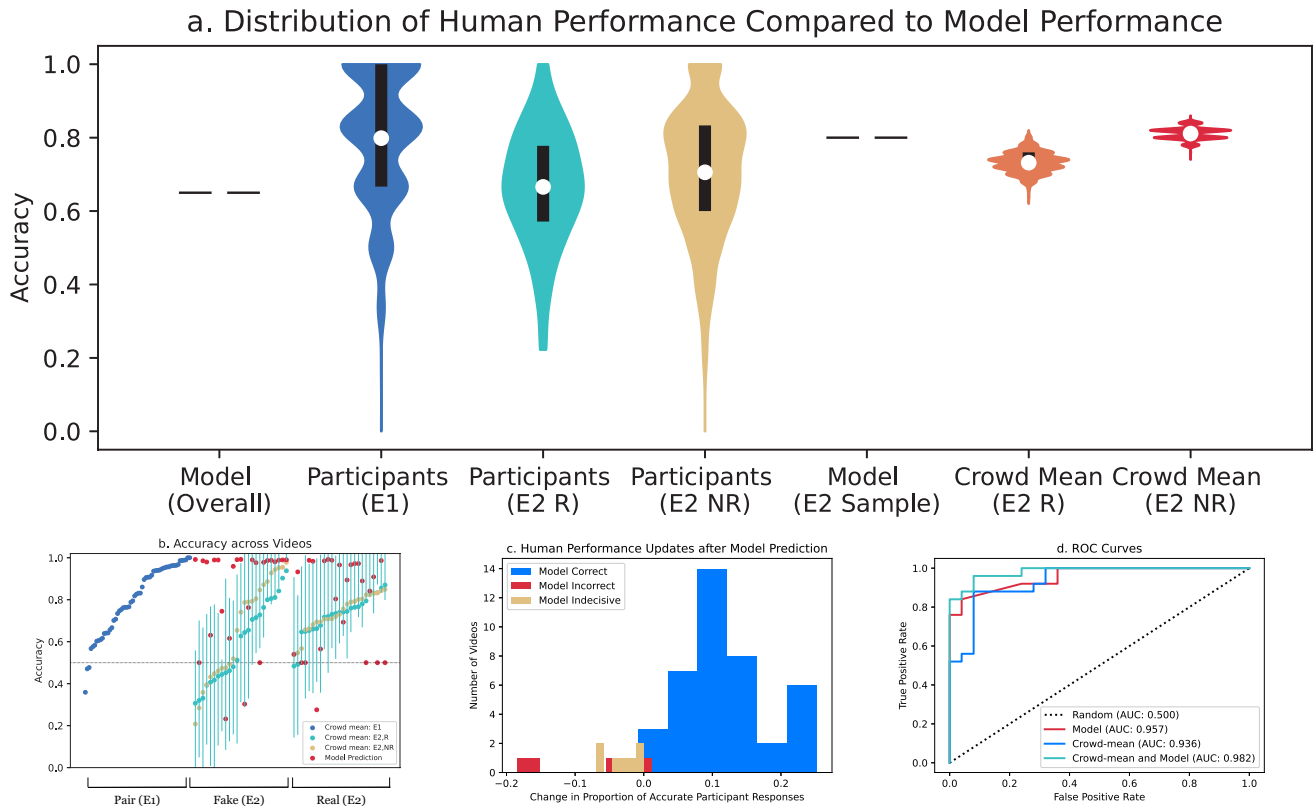 a. Distribution of Human Performance Compared to Model Performance
Accuracy
1.0
0.8
0.6
0.4
0.2
0.0
Model
(Overall)
Participants
(E1)
Participants
(E2 R)
Participants
(E2 NR)
Model
(E2 Sample)
Crowd Mean
(E2 R)
Crowd Mean
(E2 NR)
b. Accuracy across Videos
Accuracy
1.0
0.8
0.6
0.4
0.2
0.0
Crowd mean: E1
Crowd mean: E2,R
Crowd mean: E2,NR
Model Prediction
Pair (E1)
Fake (E2)
Real (E2)
c. Human Performance Updates after Model Prediction
Number of Videos
14
12
10
8
6
4
2
0
Model Correct
Model Incorrect
Model Indecisive
−0.2
−0.1
0.0
0.1
0.2
Change in Proportion of Accurate Participant Responses
d. ROC Curves
True Positive Rate
1.0
0.8
0.6
0.4
0.2
0.0
Random (AUC: 0.500)
Model (AUC: 0.957)
Crowd-mean (AUC: 0.936)
Crowd-mean and Model (AUC: 0.982)
0.0
0.2
0.4
0.6
0.8
1.0
False Positive Rate